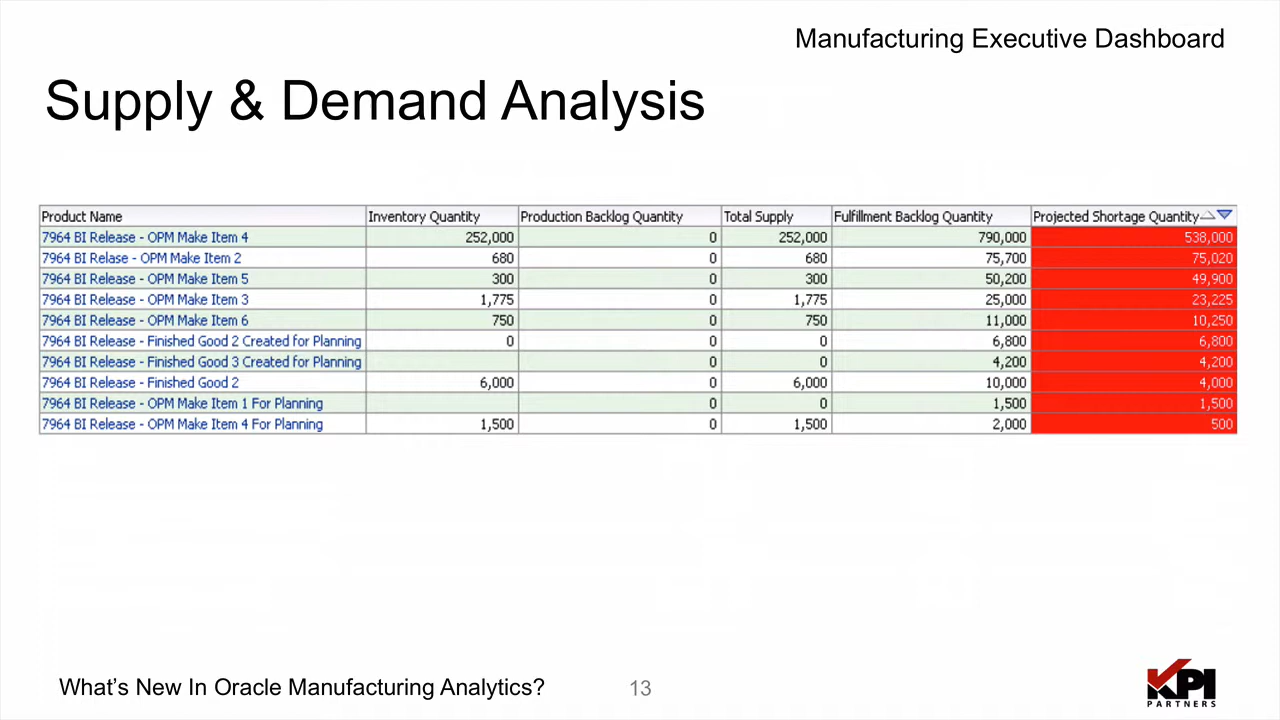 Manufacturing Executive Dashboard
Supply & Demand Analysis
Product Name Inventory Quantity Production Backlog Quantity Total Supply Fulfillment Backlog Quantity Projected Shortage Quantity
7964 BI Release - OPM Make Item 4 252,000 0 252,000 790,000 538,000
7964 BI Relase - OPM Make Item 2 680 0 680 75,700 75,020
7964 BI Release - OPM Make Item 5 300 0 300 50,200 49,900
7964 BI Release - OPM Make Item 3 1,775 0 1,775 25,000 23,225
7964 BI Release - OPM Make Item 6 750 0 750 11,000 10,250
7964 BI Release - Finished Good 2 Created for Planning 0 0 0 6,800 6,800
7964 BI Release - Finished Good 3 Created for Planning 0 0 4,200 4,200
7964 BI Release - Finished Good 2 6,000 0 6,000 10,000 4,000
7964 BI Release - OPM Make Item 1 For Planning 0 0 1,500 1,500
7964 BI Release - OPM Make Item 4 For Planning 1,500 0 1,500 2,000 500
What's New In Oracle Manufacturing Analytics? 13
KPI
PARTNERS